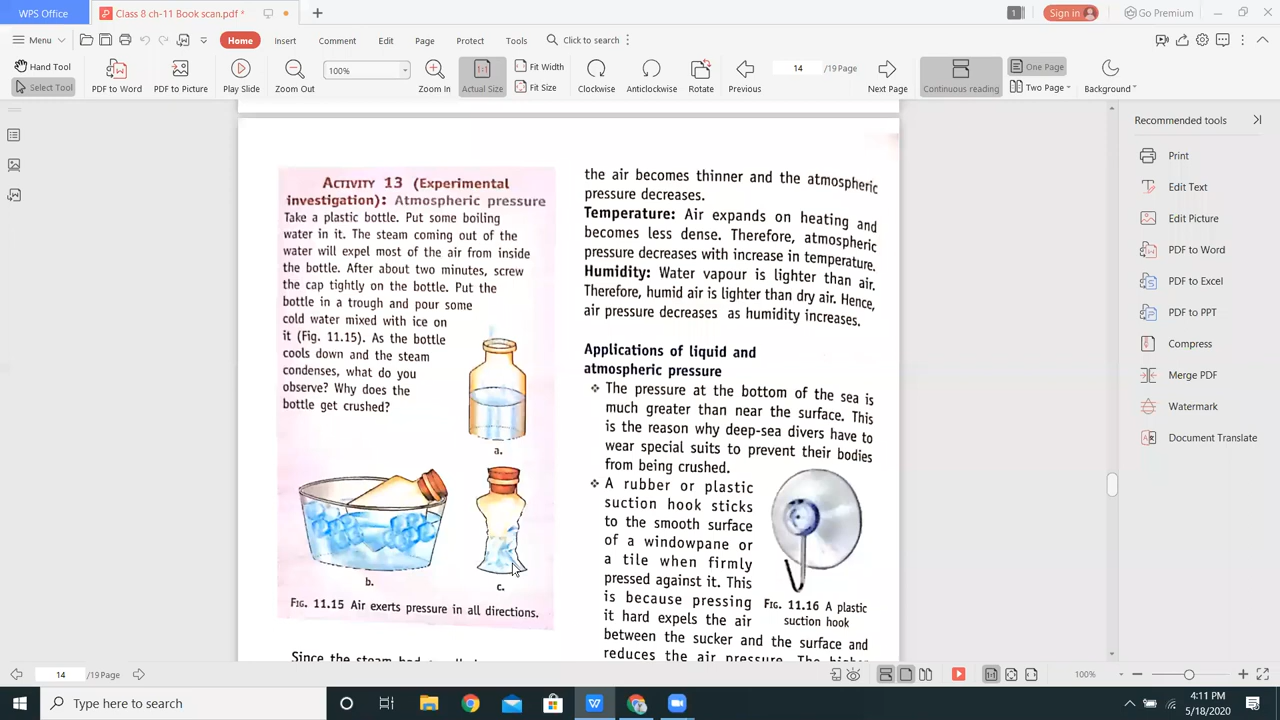 WPS Office
Class 8 ch-11 Book scan.pdf *
+
1
Sign in
Go Premium
Menu
Home
Insert
Comment
Edit
Page
Protect
Tools
Click to search
Hand Tool
Select Tool
PDF to Word
PDF to Picture
Play Slide
Zoom Out
100%
Zoom In
1:1
Actual Size
Fit Width
Fit Size
Clockwise
Anticlockwise
Rotate
Previous
14
/19Page
Next Page
Continuous reading
One Page
Two Page
Background
ACTIVITY 13 (Experimental
investigation): Atmospheric pressure
Take a plastic bottle. Put some boiling
water in it. The steam coming out of the
water will expel most of the air from inside
the bottle. After about two minutes, screw
the cap tightly on the bottle. Put the
bottle in a trough and pour some
cold water mixed with ice on
it (Fig. 11.15). As the bottle
cools down and the steam
condenses, what do you
observe? Why does the
bottle get crushed?
a.
b.
c.
FIG. 11.15 Air exerts pressure in all directions.
Since the steam had
the air becomes thinner and the atmospheric
pressure decreases.
Temperature: Air expands on heating and
becomes less dense. Therefore, atmospheric
pressure decreases with increase in temperature.
Humidity: Water vapour is lighter than air.
Therefore, humid air is lighter than dry air. Hence,
air pressure decreases as humidity increases.
Applications of liquid and
atmospheric pressure
❖ The pressure at the bottom of the sea is
much greater than near the surface. This
is the reason why deep-sea divers have to
wear special suits to prevent their bodies
from being crushed.
❖ A rubber or plastic
suction hook sticks
to the smooth surface
of a windowpane or
a tile when firmly
pressed against it. This
is because pressing
it hard expels the air
between the sucker and the surface and
reduces the air pressure. The higher
FIG. 11.16 A plastic
suction hook
Recommended tools
Print
Edit Text
Edit Picture
PDF to Word
PDF to Excel
PDF to PPT
Compress
Merge PDF
Watermark
Document Translate
14
/19Page
100%
Type here to search
4:11 PM
5/18/2020